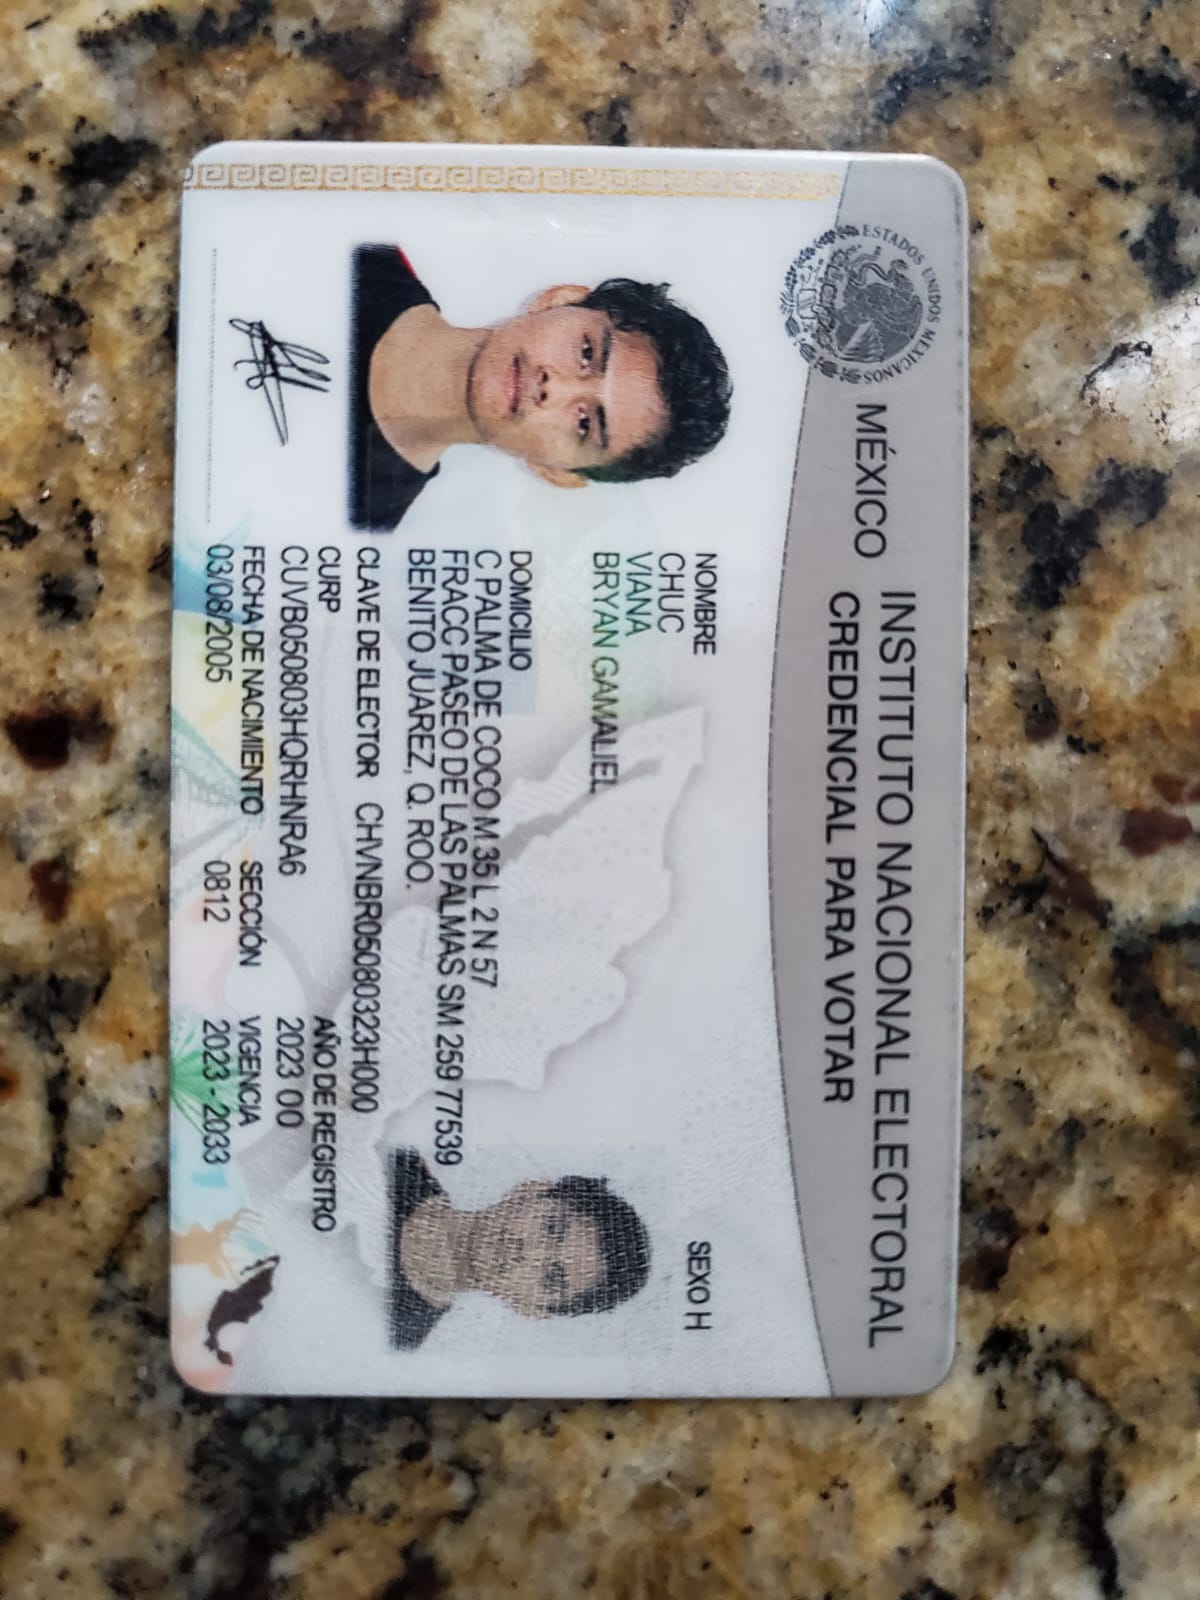 ESTADOS UNIDOS MEXICANOS
MÉXICO INSTITUTO NACIONAL ELECTORAL
CREDENCIAL PARA VOTAR
NOMBRE
CHUC
VIANA
BRYAN GAMALIEL
SEXO H
DOMICILIO
C PALMA DE COCO M 35 L 2 N 57
FRACC PASEO DE LAS PALMAS SM 259 77539
BENITO JUAREZ, Q. ROO.
CLAVE DE ELECTOR CHVNBR05080323H000
CURP AÑO DE REGISTRO
CUVB050803HQRHNRA6 2023 00
FECHA DE NACIMIENTO SECCIÓN VIGENCIA
03/08/2005 0812 2023 - 2033